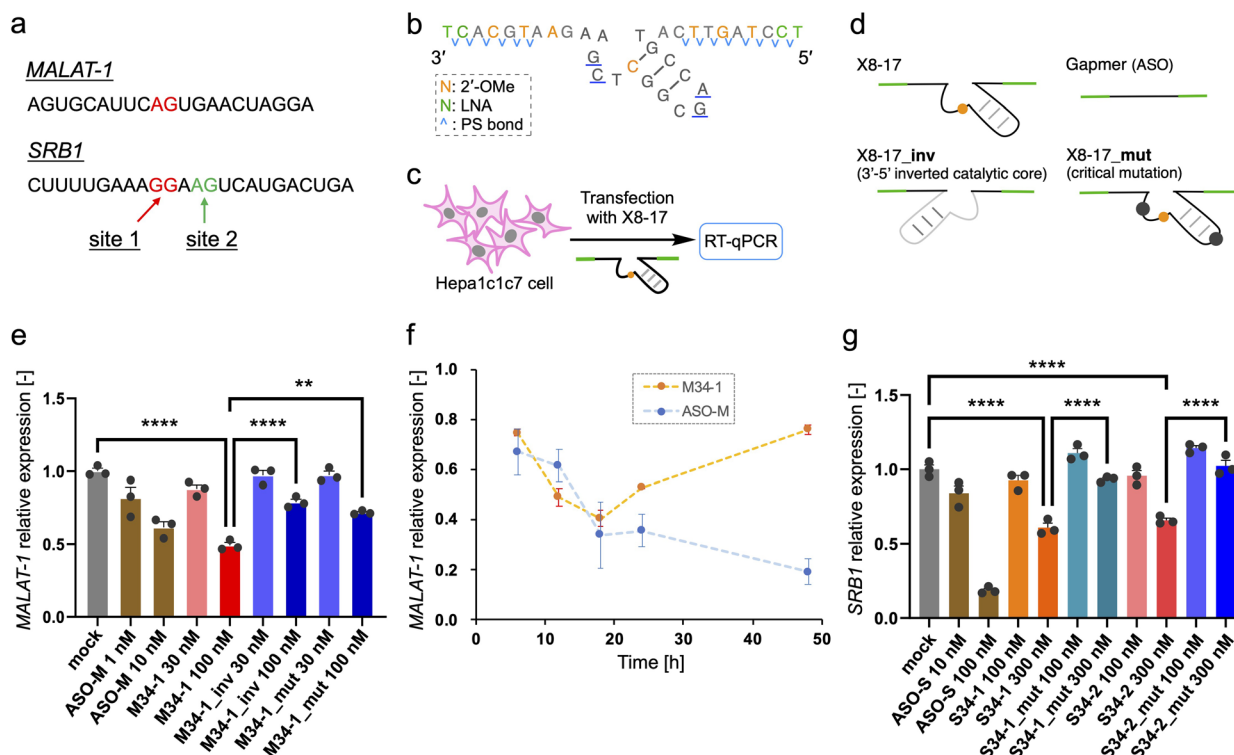 a
MALAT-1
AGUGCAUUCAGUGAACUAGGA
SRB1
CUUUUGAAAGGAAGUCAUGACUGA
site 1
site 2
b
TCACGTAAGAA
TGACTTGATCCT
3′
5′
G
C
T
C
G
C
C
A
G
G
G
C
N: 2′-OMe
N: LNA
^: PS bond
c
Transfection
with X8-17
RT-qPCR
Hepa1c1c7 cell
d
X8-17
Gapmer (ASO)
X8-17_inv
(3’-5’ inverted catalytic core)
X8-17_mut
(critical mutation)
e
MALAT-1 relative expression [-]
1.5
1.0
0.5
0.0
****
****
**
mock
ASO-M 1 nM
ASO-M 10 nM
M34-1 30 nM
M34-1 100 nM
M34-1_inv 30 nM
M34-1_inv 100 nM
M34-1_mut 30 nM
M34-1_mut 100 nM
f
MALAT-1 relative expression [-]
1.0
0.8
0.6
0.4
0.2
0.0
0
10
20
30
40
50
Time [h]
M34-1
ASO-M
g
SRB1 relative expression [-]
1.5
1.0
0.5
0.0
****
****
****
****
mock
ASO-S 10 nM
ASO-S 100 nM
S34-1 100 nM
S34-1 300 nM
S34-1_mut 100 nM
S34-1_mut 300 nM
S34-2 100 nM
S34-2 300 nM
S34-2_mut 100 nM
S34-2_mut 300 nM